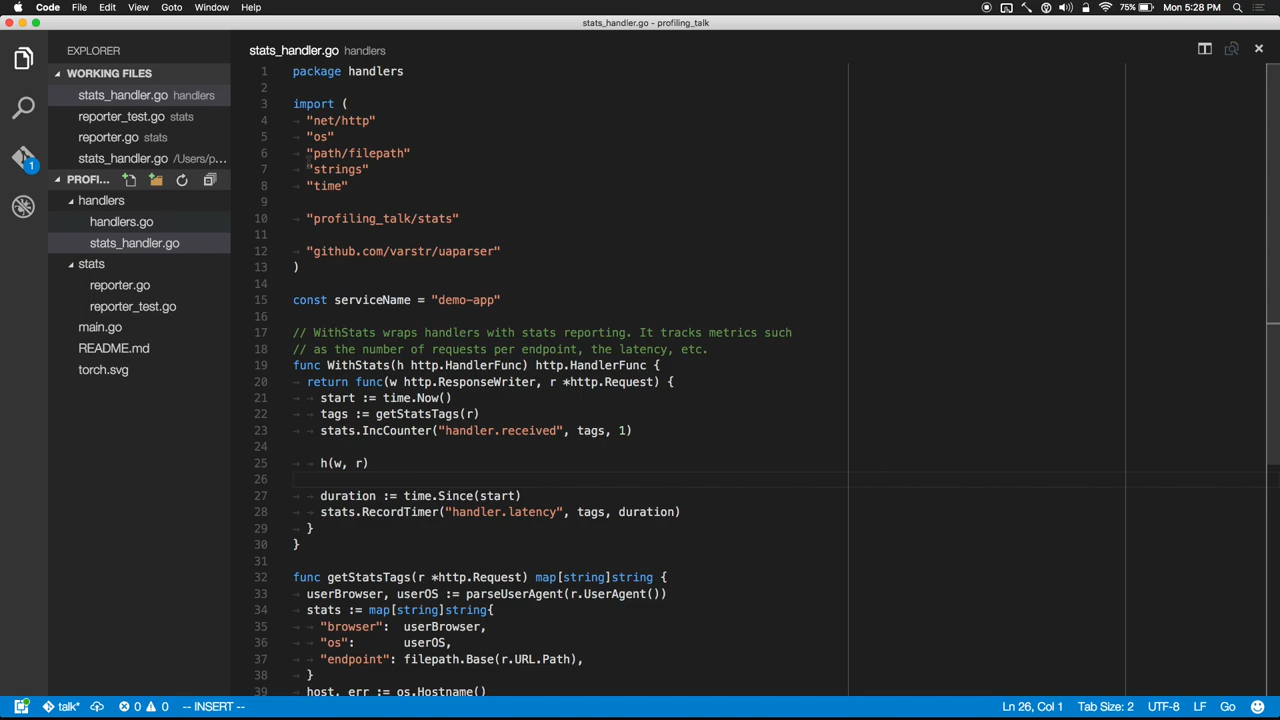 Code File Edit View Goto Window Help 75% Mon 5:28 PM
stats_handler.go - profiling_talk
EXPLORER
WORKING FILES
stats_handler.go handlers
reporter_test.go stats
reporter.go stats
stats_handler.go /Users/p...
1
PROFI...
handlers
handlers.go
stats_handler.go
stats
reporter.go
reporter_test.go
main.go
README.md
torch.svg
stats_handler.go handlers
1 package handlers
2
3 import (
4 "net/http"
5 "os"
6 "path/filepath"
7 "strings"
8 "time"
9
10 "profiling_talk/stats"
11
12 "github.com/varstr/uaparser"
13 )
14
15 const serviceName = "demo-app"
16
17 // WithStats wraps handlers with stats reporting. It tracks metrics such
18 // as the number of requests per endpoint, the latency, etc.
19 func WithStats(h http.HandlerFunc) http.HandlerFunc {
20 return func(w http.ResponseWriter, r *http.Request) {
21 start := time.Now()
22 tags := getStatsTags(r)
23 stats.IncCounter("handler.received", tags, 1)
24
25 h(w, r)
26
27 duration := time.Since(start)
28 stats.RecordTimer("handler.latency", tags, duration)
29 }
30 }
31
32 func getStatsTags(r *http.Request) map[string]string {
33 userBrowser, userOS := parseUserAgent(r.UserAgent())
34 stats := map[string]string{
35 "browser": userBrowser,
36 "os": userOS,
37 "endpoint": filepath.Base(r.URL.Path),
38 }
39 host, err := os.Hostname()
talk* 0 0 -- INSERT -- Ln 26, Col 1 Tab Size: 2 UTF-8 LF Go